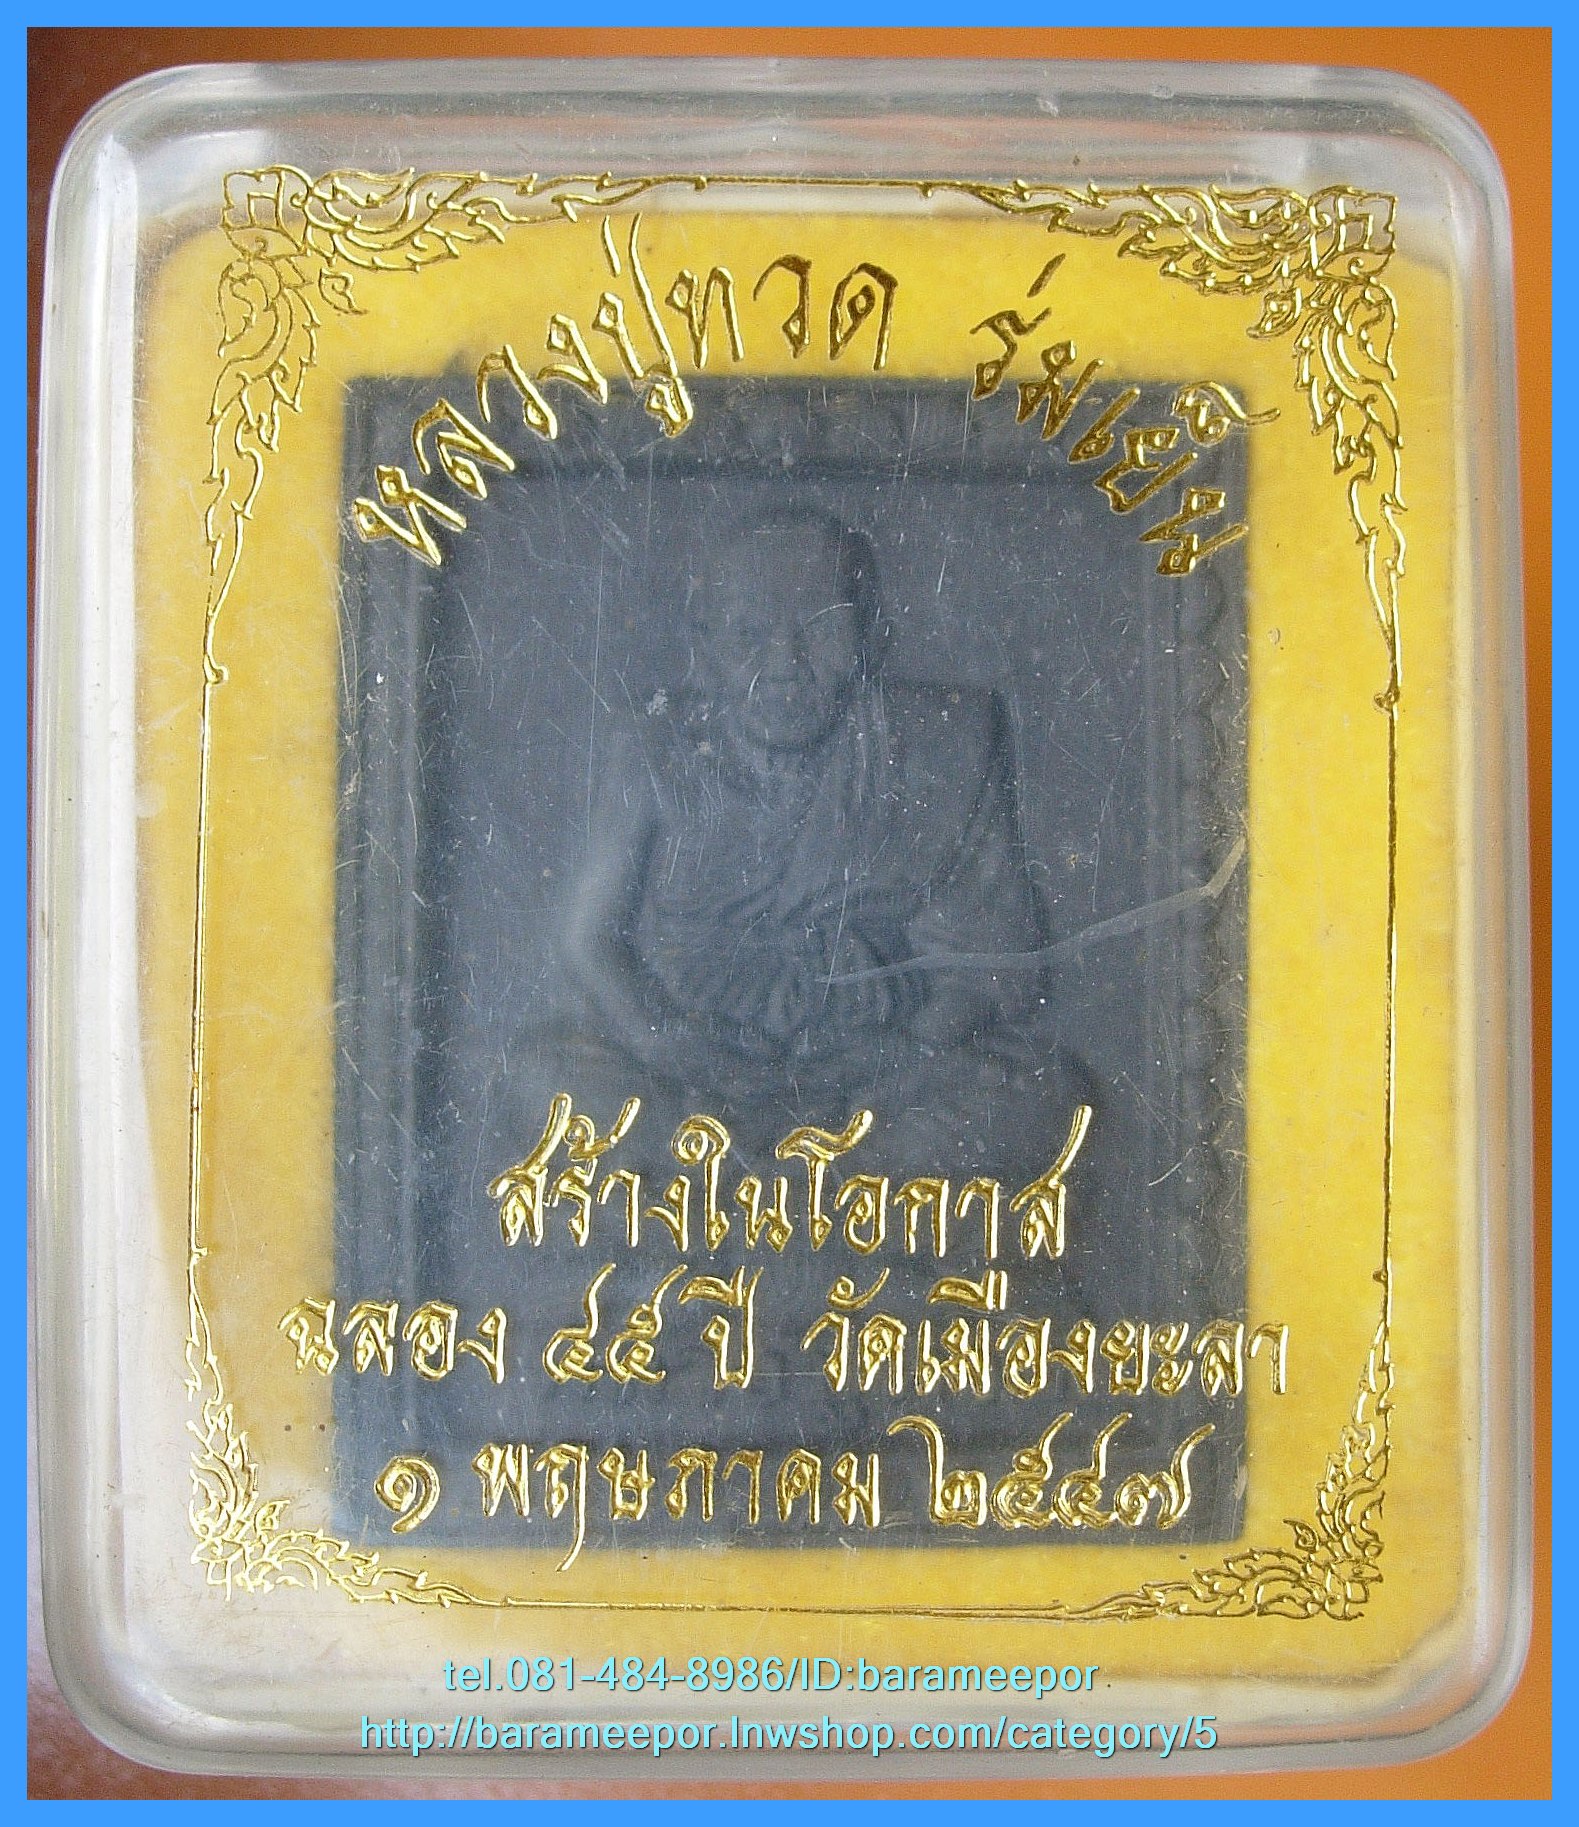 หลวงปู่ทวด ร่มเย็น
สร้างในโอกาส
ฉลอง ๔๕ ปี วัดเมืองยะลา
๑ พฤษภาคม ๒๕๔๗
tel.081-484-8986/ID:barameepor
http://barameepor.lnwshop.com/category/5